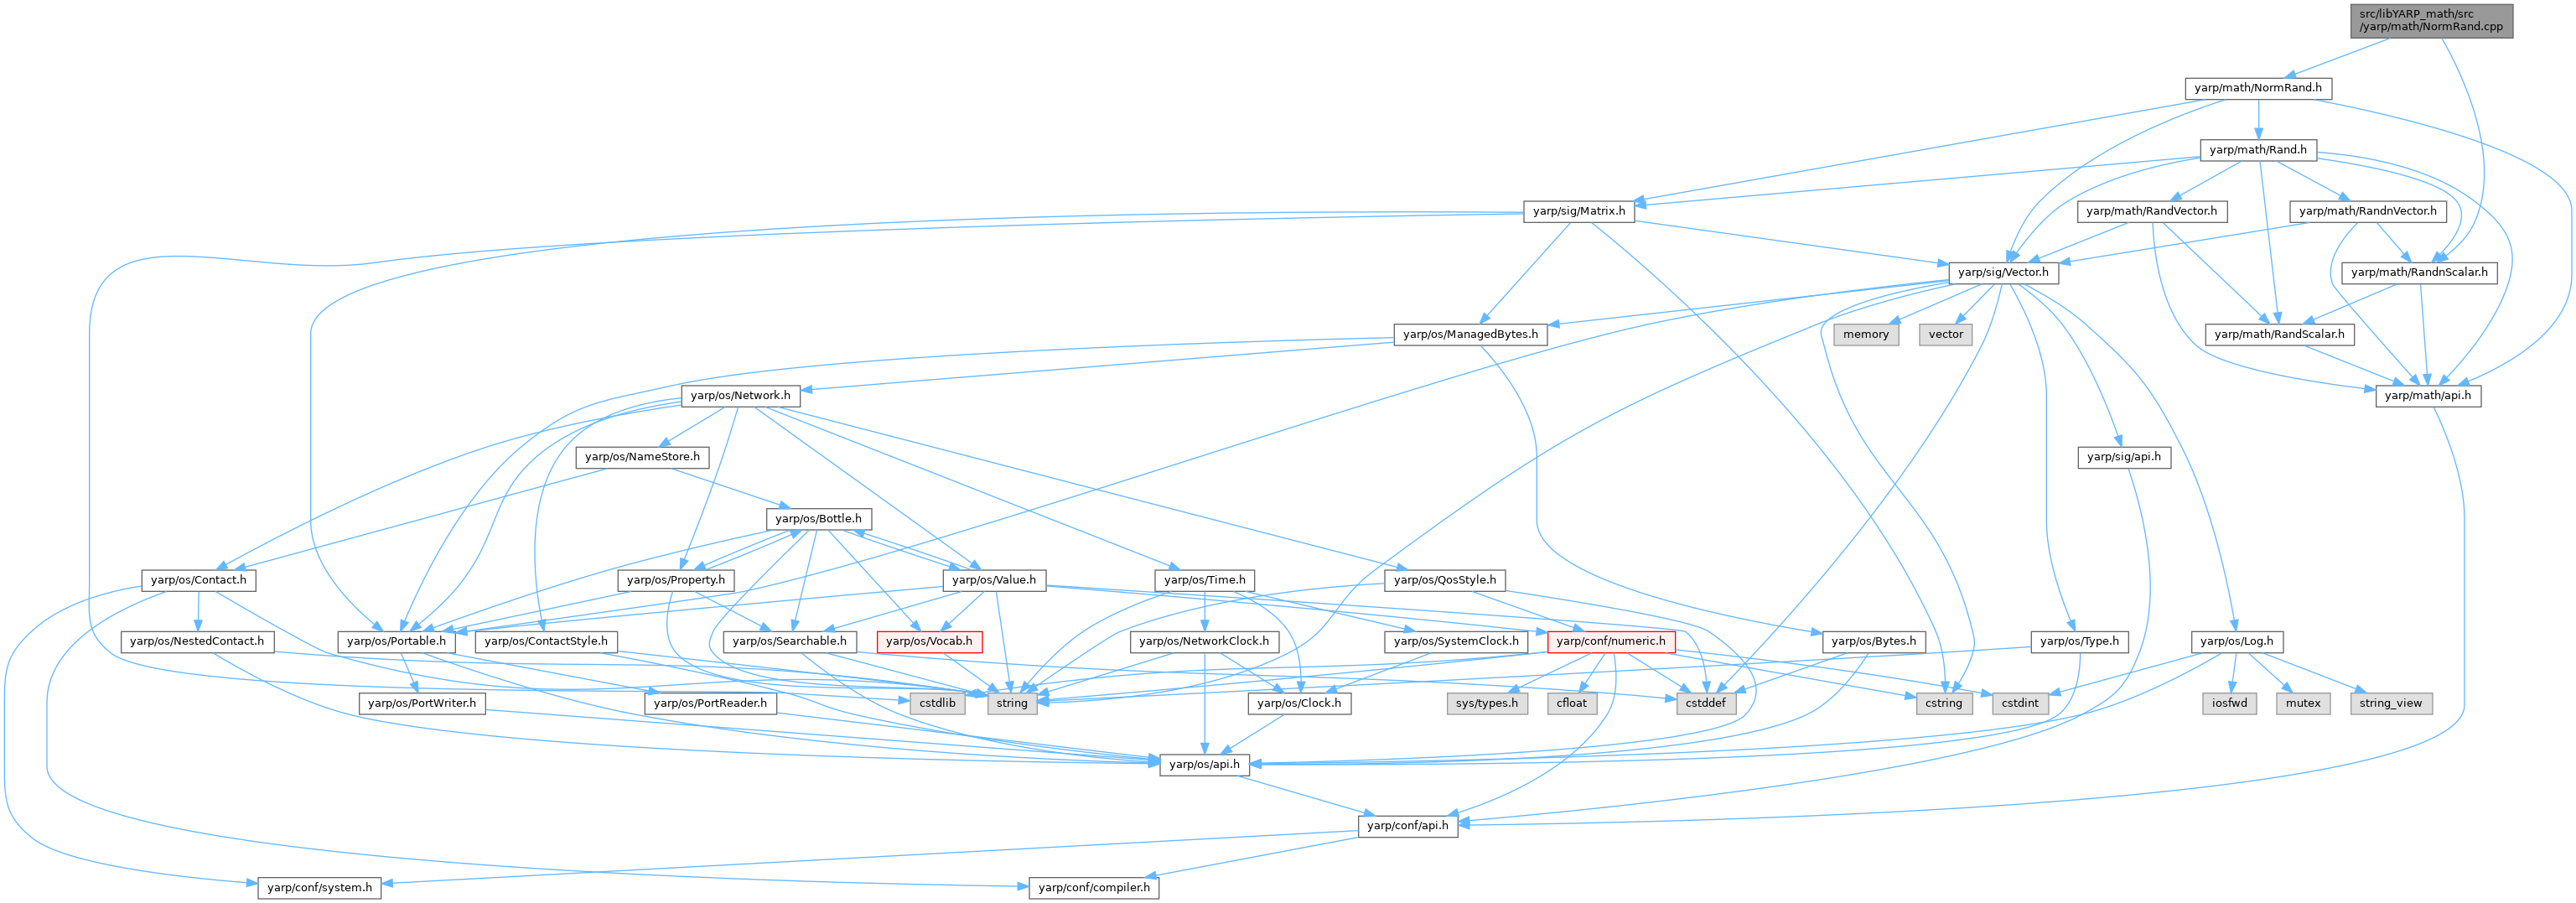 src/libYARP_math/src
/yarp/math/NormRand.cpp
yarp/math/NormRand.h
yarp/math/Rand.h
yarp/sig/Matrix.h
yarp/math/RandVector.h
yarp/math/RandnVector.h
yarp/sig/Vector.h
yarp/math/RandnScalar.h
yarp/os/ManagedBytes.h
memory
vector
yarp/math/RandScalar.h
yarp/os/Network.h
yarp/math/api.h
yarp/os/NameStore.h
yarp/sig/api.h
yarp/os/Bottle.h
yarp/os/Contact.h
yarp/os/Property.h
yarp/os/Value.h
yarp/os/Time.h
yarp/os/QosStyle.h
yarp/os/NestedContact.h
yarp/os/Portable.h
yarp/os/ContactStyle.h
yarp/os/Searchable.h
yarp/os/Vocab.h
yarp/os/NetworkClock.h
yarp/os/SystemClock.h
yarp/conf/numeric.h
yarp/os/Bytes.h
yarp/os/Type.h
yarp/os/Log.h
yarp/os/PortWriter.h
yarp/os/PortReader.h
cstdlib
string
yarp/os/Clock.h
sys/types.h
cfloat
cstddef
cstring
cstdint
iosfwd
mutex
string_view
yarp/os/api.h
yarp/conf/api.h
yarp/conf/system.h
yarp/conf/compiler.h